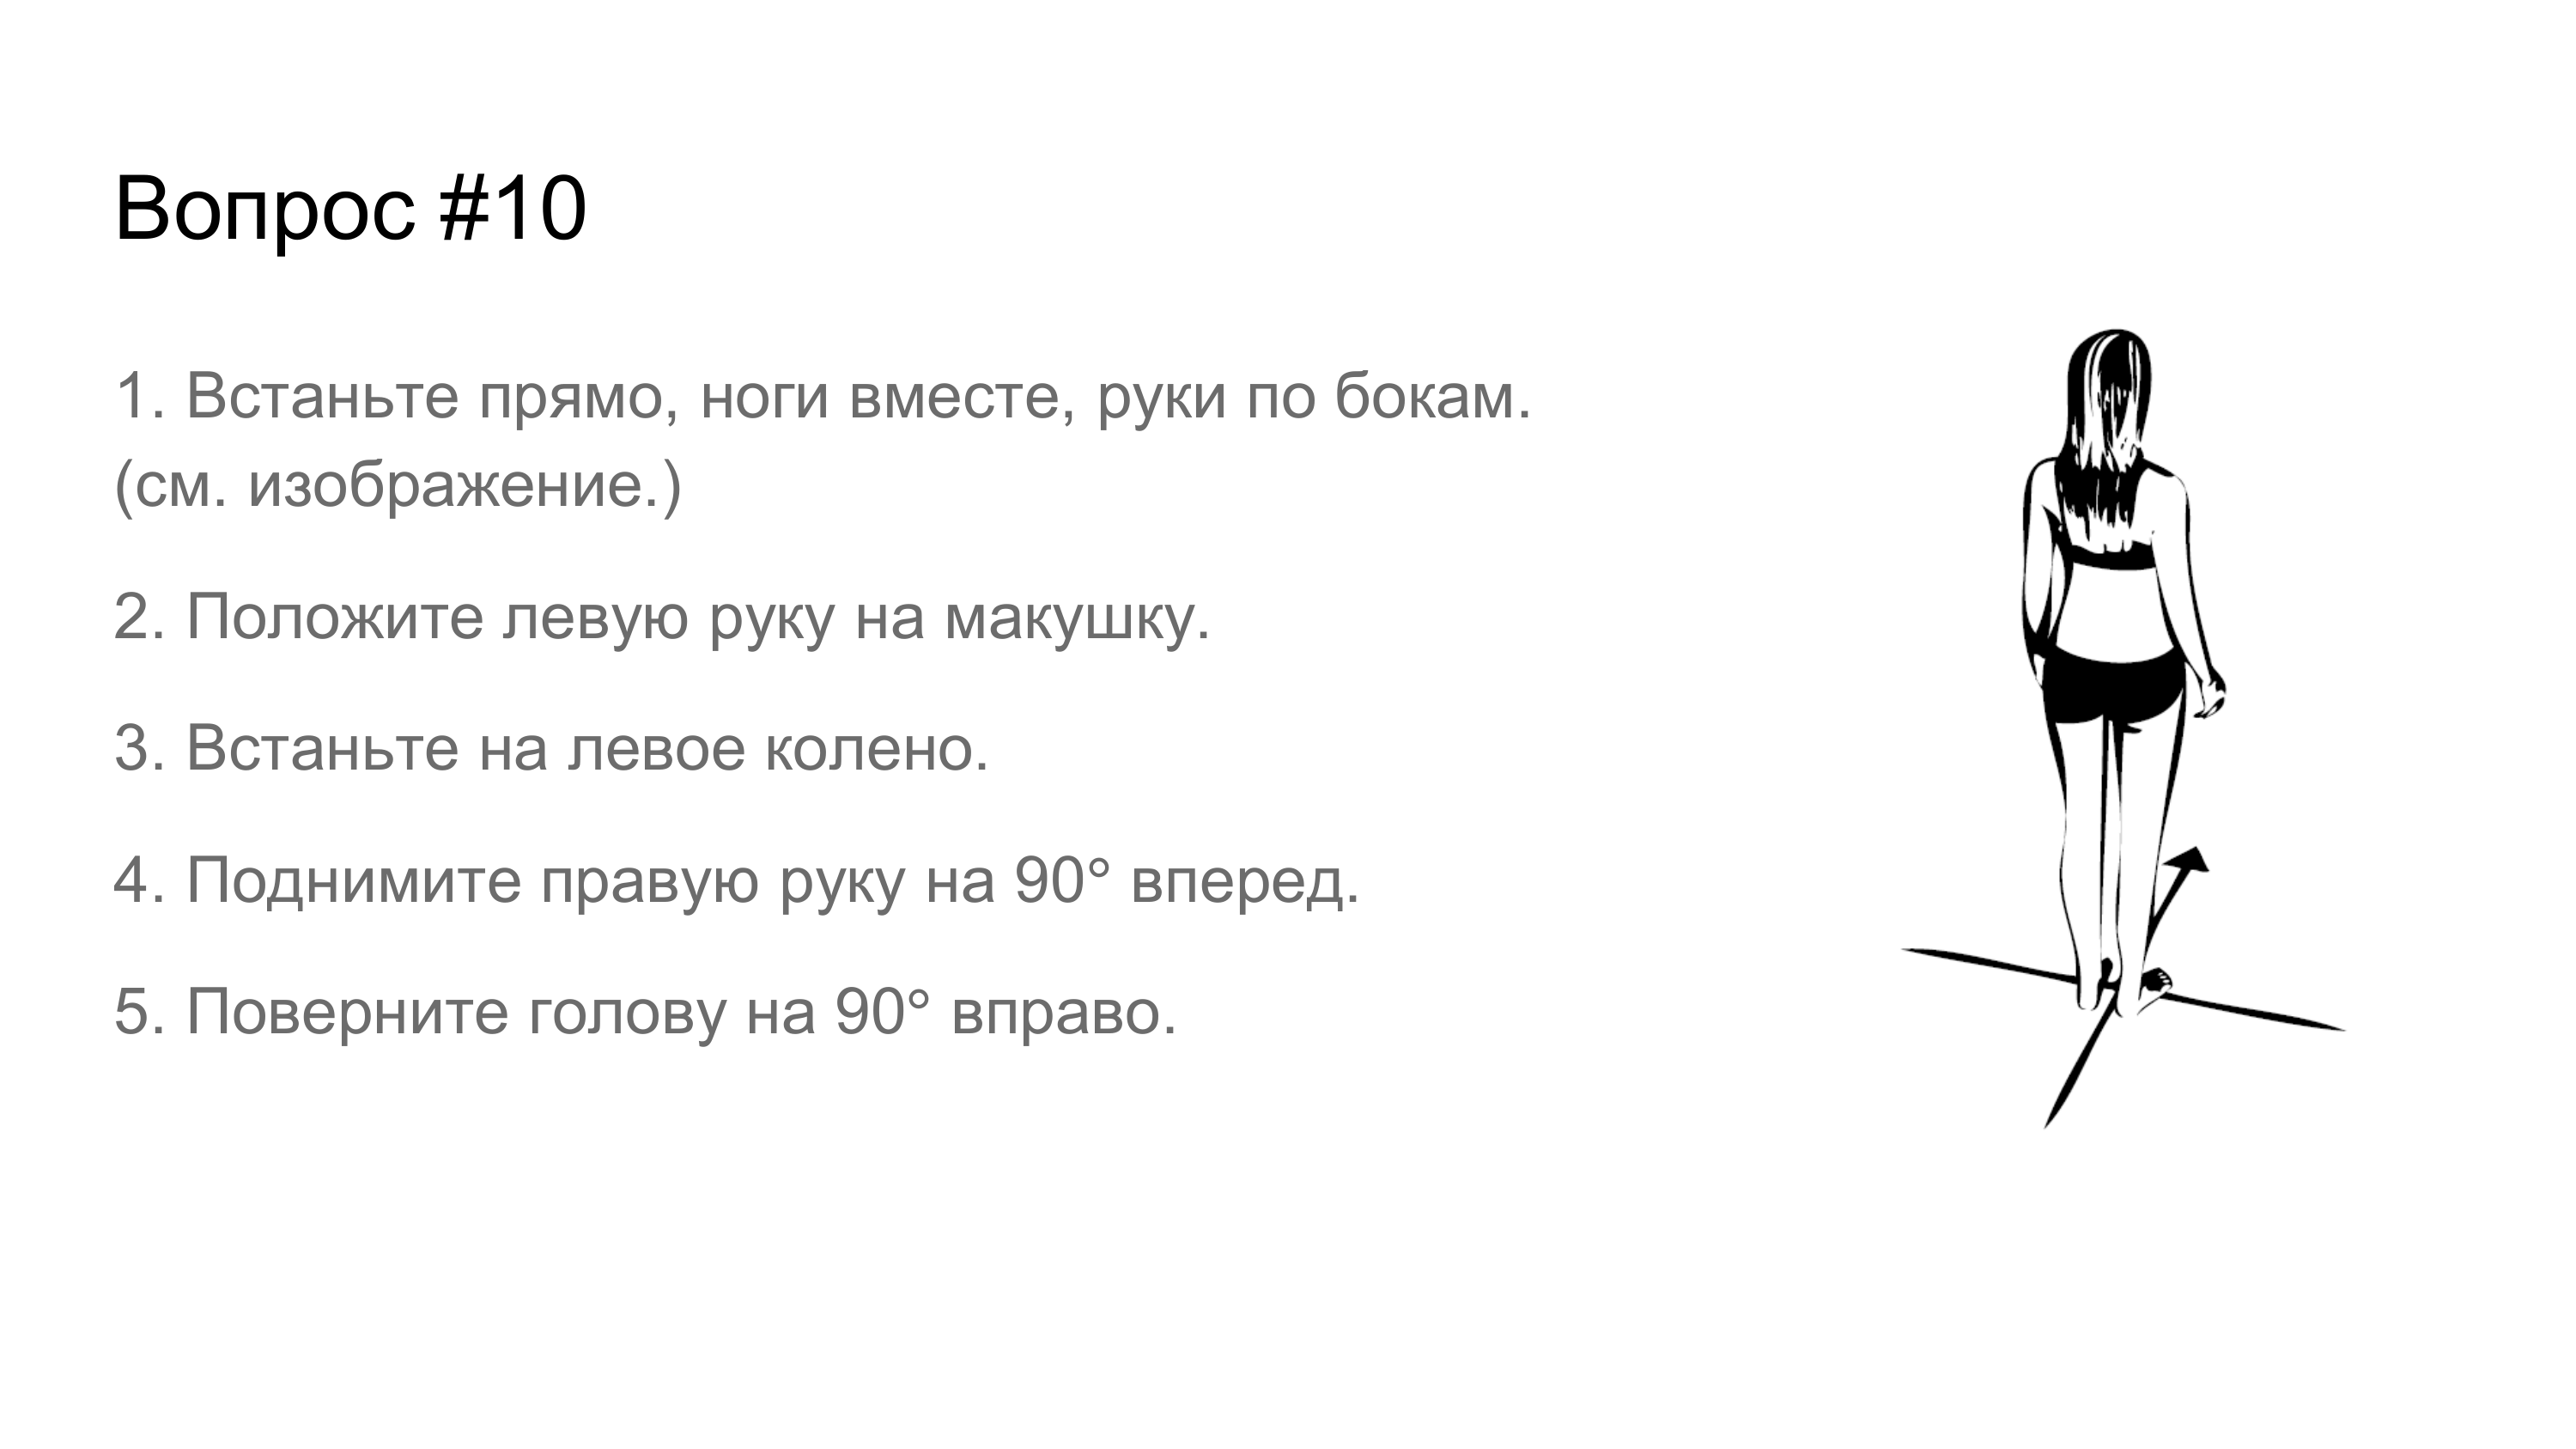 Вопрос #10
1. Встаньте прямо, ноги вместе, руки по бокам.
(см. изображение.)
2. Положите левую руку на макушку.
3. Встаньте на левое колено.
4. Поднимите правую руку на 90° вперед.
5. Поверните голову на 90° вправо.